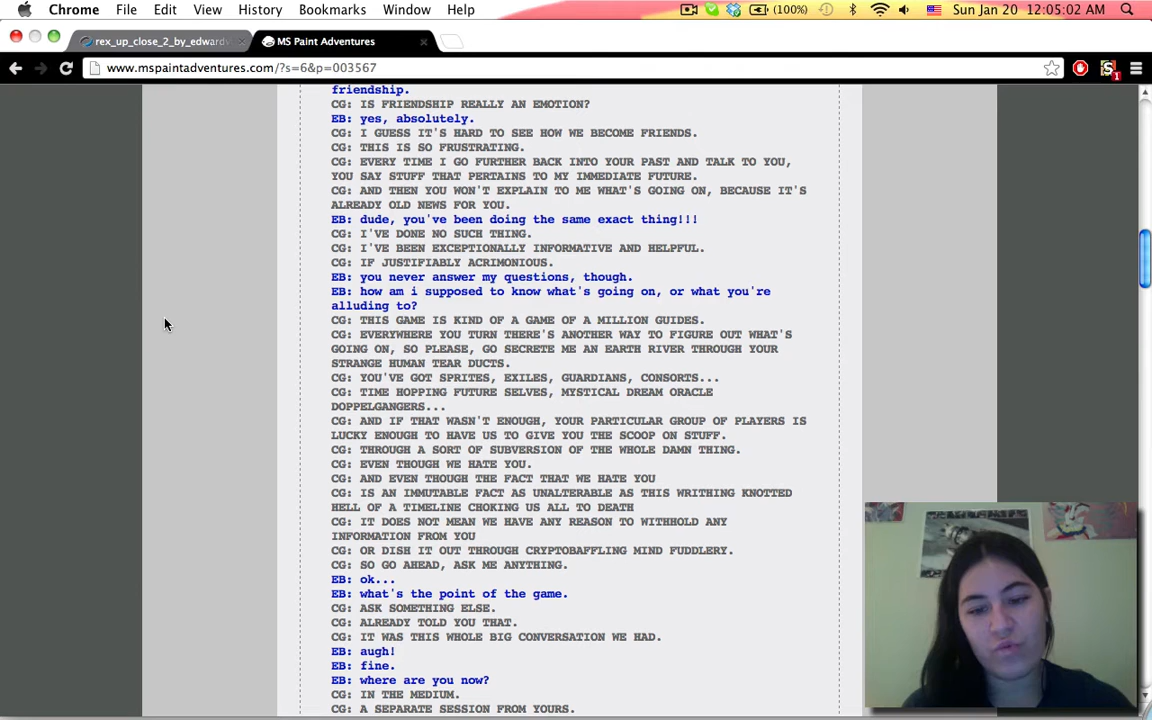 Chrome File Edit View History Bookmarks Window Help (100%) Sun Jan 20 12:05:02 AM
rex_up_close_2_by_edward MS Paint Adventures
www.mspaintadventures.com/?s=6&p=003567
friendship.
CG: IS FRIENDSHIP REALLY AN EMOTION?
EB: yes, absolutely.
CG: I GUESS IT'S HARD TO SEE HOW WE BECOME FRIENDS.
CG: THIS IS SO FRUSTRATING.
CG: EVERY TIME I GO FURTHER BACK INTO YOUR PAST AND TALK TO YOU,
YOU SAY STUFF THAT PERTAINS TO MY IMMEDIATE FUTURE.
CG: AND THEN YOU WON'T EXPLAIN TO ME WHAT'S GOING ON, BECAUSE IT'S
ALREADY OLD NEWS FOR YOU.
EB: dude, you've been doing the same exact thing!!!
CG: I'VE DONE NO SUCH THING.
CG: I'VE BEEN EXCEPTIONALLY INFORMATIVE AND HELPFUL.
CG: IF JUSTIFIABLY ACRIMONIOUS.
EB: you never answer my questions, though.
EB: how am i supposed to know what's going on, or what you're
alluding to?
CG: THIS GAME IS KIND OF A GAME OF A MILLION GUIDES.
CG: EVERYWHERE YOU TURN THERE'S ANOTHER WAY TO FIGURE OUT WHAT'S
GOING ON, SO PLEASE, GO SECRETE ME AN EARTH RIVER THROUGH YOUR
STRANGE HUMAN TEAR DUCTS.
CG: YOU'VE GOT SPRITES, EXILES, GUARDIANS, CONSORTS...
CG: TIME HOPPING FUTURE SELVES, MYSTICAL DREAM ORACLE
DOPPELGANGERS...
CG: AND IF THAT WASN'T ENOUGH, YOUR PARTICULAR GROUP OF PLAYERS IS
LUCKY ENOUGH TO HAVE US TO GIVE YOU THE SCOOP ON STUFF.
CG: THROUGH A SORT OF SUBVERSION OF THE WHOLE DAMN THING.
CG: EVEN THOUGH WE HATE YOU.
CG: AND EVEN THOUGH THE FACT THAT WE HATE YOU
CG: IS AN IMMUTABLE FACT AS UNALTERABLE AS THIS WRITHING KNOTTED
HELL OF A TIMELINE CHOKING US ALL TO DEATH
CG: IT DOES NOT MEAN WE HAVE ANY REASON TO WITHHOLD ANY
INFORMATION FROM YOU
CG: OR DISH IT OUT THROUGH CRYPTOBAFFLING MIND FUDDLERY.
CG: SO GO AHEAD, ASK ME ANYTHING.
EB: ok...
EB: what's the point of the game.
CG: ASK SOMETHING ELSE.
CG: ALREADY TOLD YOU THAT.
CG: IT WAS THIS WHOLE BIG CONVERSATION WE HAD.
EB: augh!
EB: fine.
EB: where are you now?
CG: IN THE MEDIUM.
CG: A SEPARATE SESSION FROM YOURS.